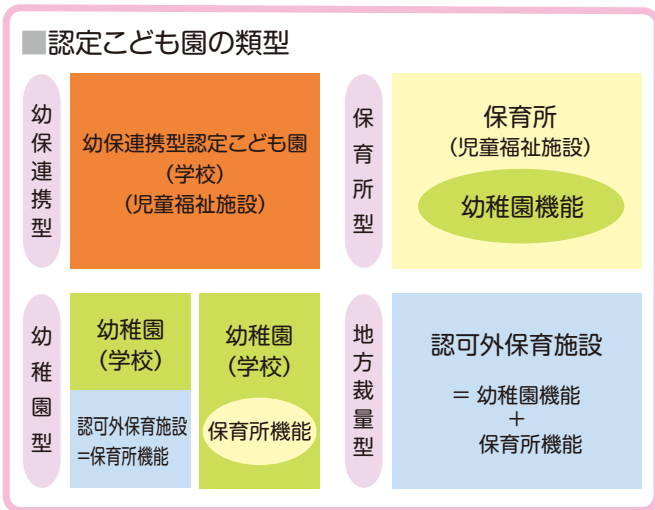 ■認定こども園の類型
幼保連携型
幼保連携型認定こども園
(学校)
(児童福祉施設)
保育所型
保育所
(児童福祉施設)
幼稚園機能
幼稚園型
幼稚園
(学校)
認可外保育施設
=保育所機能
幼稚園
(学校)
保育所機能
地方裁量型
認可外保育施設
= 幼稚園機能
+
保育所機能